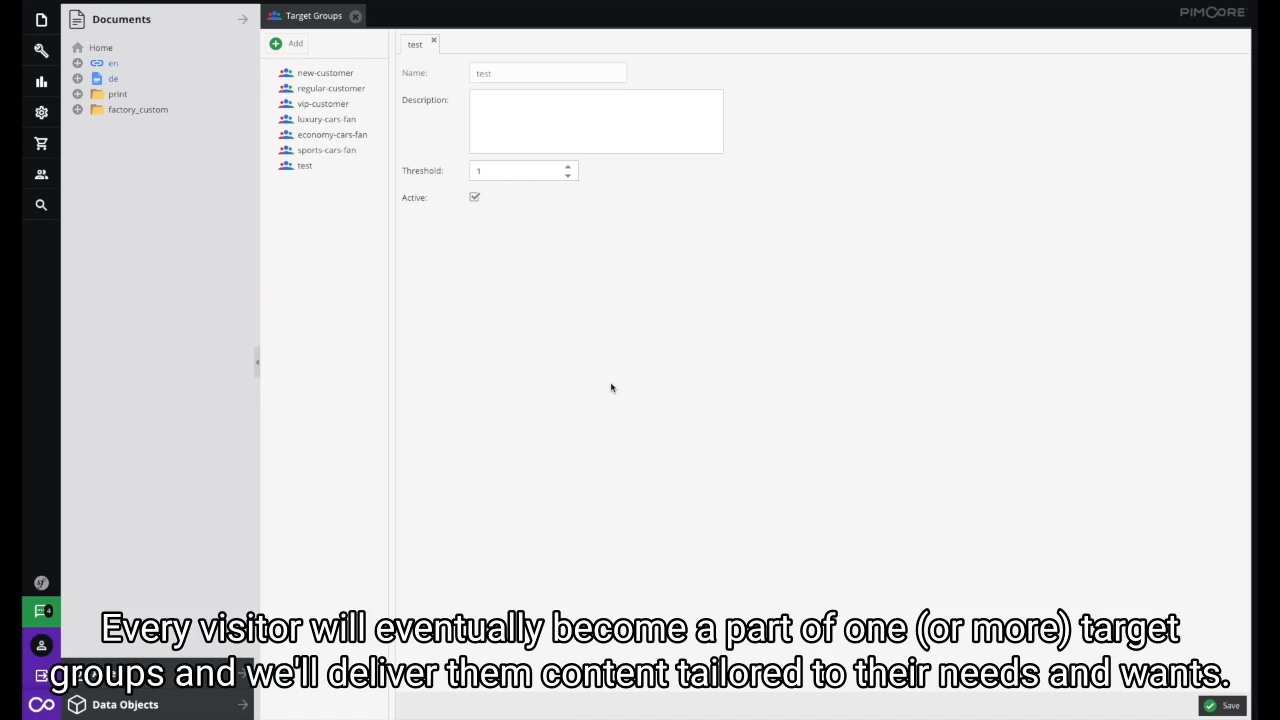 Documents
Home
en
de
print
factory_custom
Target Groups
PIMCORE
Add
new-customer
regular-customer
vip-customer
luxury-cars-fan
economy-cars-fan
sports-cars-fan
test
test
Name: test
Description:
Threshold: 1
Active:
sf
4
Every visitor will eventually become a part of one (or more) target
groups and we'll deliver them content tailored to their needs and wants.
Data Objects
Save